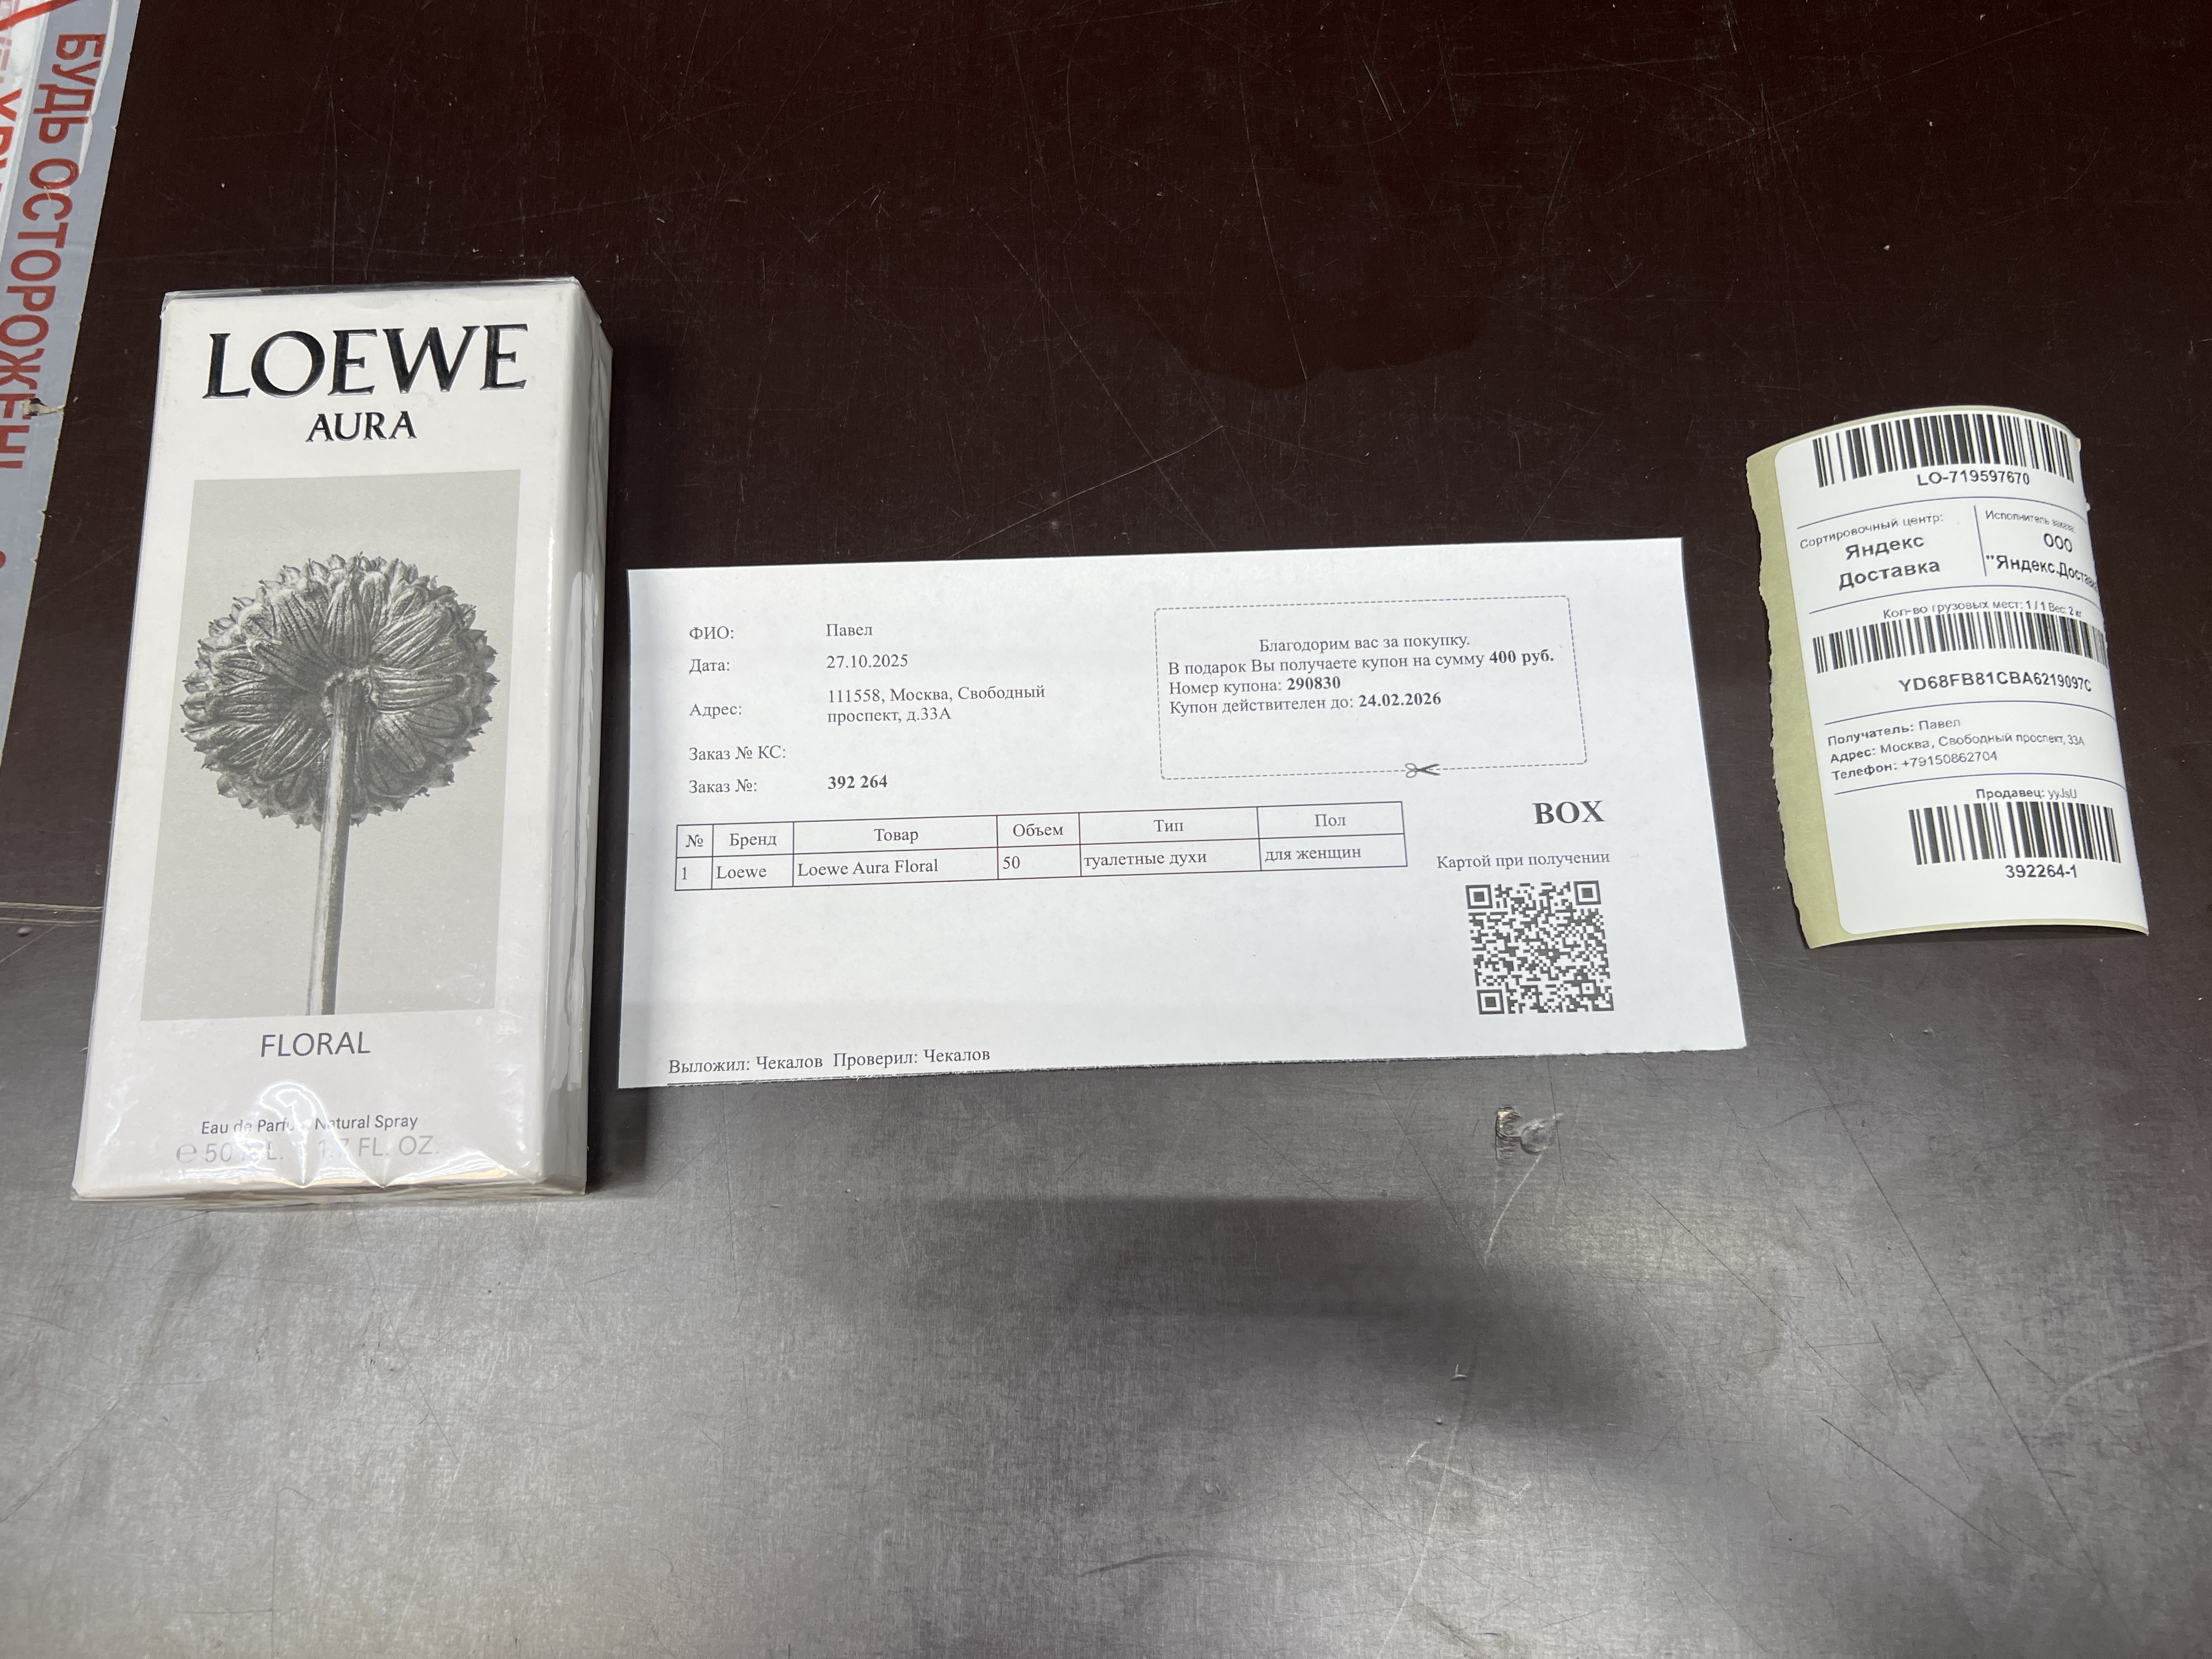 БУДЬ ОСТОРОЖЕН
LOEWE
AURA
FLORAL
Eau de Natural Spray
℮ 50 FL. OZ.
ФИО: Павел
Дата: 27.10.2025
Адрес: 111558, Москва, Свободный
проспект, д.33А
Заказ № КС:
Заказ №: 392 264
Благодорим вас за покупку.
В подарок Вы получаете купон на сумму 400 руб.
Номер купона: 290830
Купон действителен до: 24.02.2026
№ Бренд Товар Объем Тип Пол
1 Loewe Loewe Aura Floral 50 туалетные духи для женщин
BOX
Картой при получении
Выложил: Чекалов Проверил: Чекалов
LO-719597670
Сортировочный центр:
Яндекс
Доставка
Исполнитель заказа:
ООО
"Яндекс.Доставка
Кол-во грузовых мест: 1 / 1 Вес: 2 кг
YD68FB81CBA6219097C
Получатель: Павел
Адрес: Москва, Свободный проспект, 33А
Телефон: +79150862704
Продавец: yyJsU
392264-1